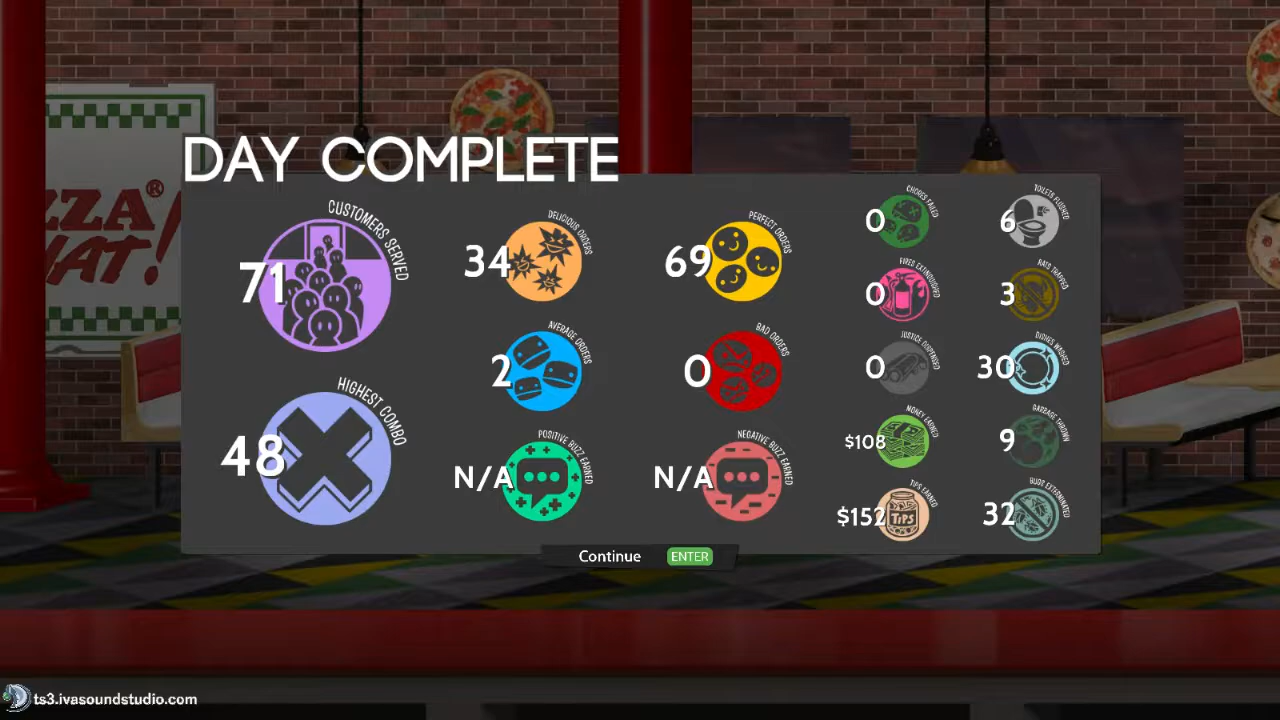 ZZA®
HAT!
DAY COMPLETE
CUSTOMERS SERVED
71
HIGHEST COMBO
48
DELICIOUS ORDERS
34
PERFECT ORDERS
69
AVERAGE ORDERS
2
BAD ORDERS
0
POSITIVE BUZZ EARNED
N/A
NEGATIVE BUZZ EARNED
N/A
CHORES FAILED
0
TOILETS FLUSHED
6
FIRES EXTINGUISHED
0
RATS TRAPPED
3
JUSTICE DISPENSED
0
DISHES WASHED
30
MONEY EARNED
$108
GARBAGE THROWN
9
TIPS EARNED
$152
TIPS
BUGS EXTERMINATED
32
Continue ENTER
ts3.ivasoundstudio.com